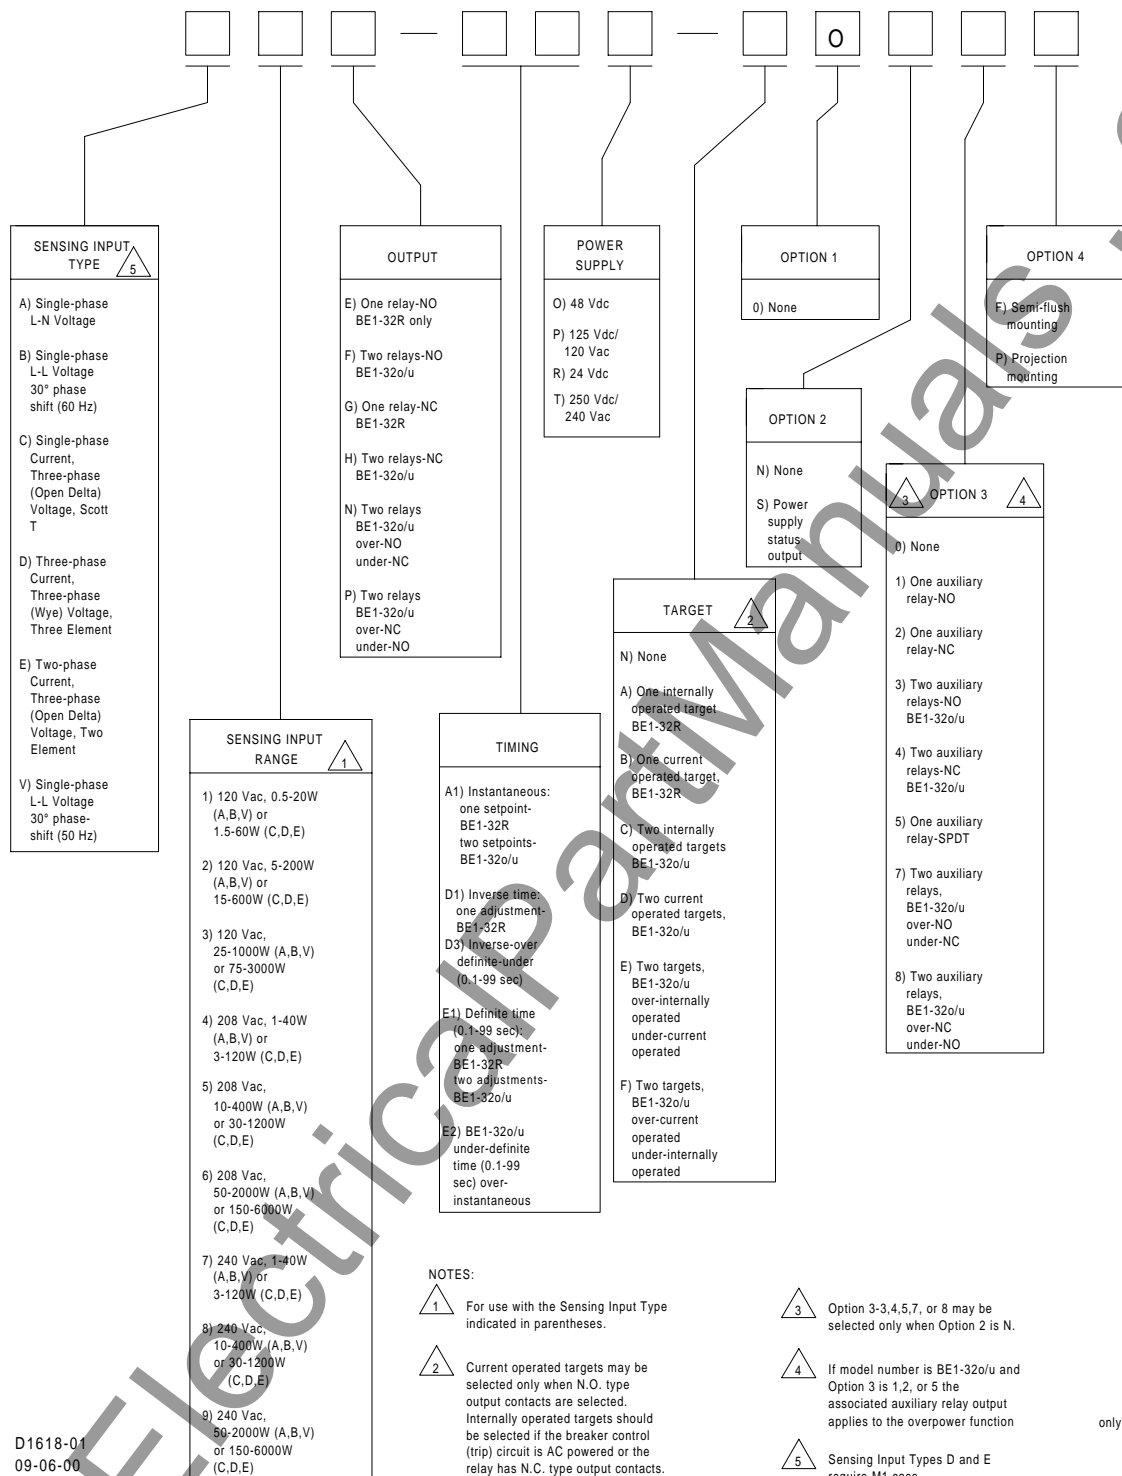 0
SENSING INPUT
TYPE
5
A) Single-phase
L-N Voltage
B) Single-phase
L-L Voltage
30° phase
shift (60 Hz)
C) Single-phase
Current,
Three-phase
(Open Delta)
Voltage, Scott
T
D) Three-phase
Current,
Three-phase
(Wye) Voltage,
Three Element
E) Two-phase
Current,
Three-phase
(Open Delta)
Voltage, Two
Element
V) Single-phase
L-L Voltage
30° phase-
shift (50 Hz)
SENSING INPUT
RANGE
1
1) 120 Vac, 0.5-20W
(A,B,V) or
1.5-60W (C,D,E)
2) 120 Vac, 5-200W
(A,B,V) or
15-600W (C,D,E)
3) 120 Vac,
25-1000W (A,B,V)
or 75-3000W
(C,D,E)
4) 208 Vac, 1-40W
(A,B,V) or
3-120W (C,D,E)
5) 208 Vac,
10-400W (A,B,V)
or 30-1200W
(C,D,E)
6) 208 Vac,
50-2000W (A,B,V)
or 150-6000W
(C,D,E)
7) 240 Vac, 1-40W
(A,B,V) or
3-120W (C,D,E)
8) 240 Vac,
10-400W (A,B,V)
or 30-1200W
(C,D,E)
9) 240 Vac,
50-2000W (A,B,V)
or 150-6000W
(C,D,E)
OUTPUT
E) One relay-NO
BE1-32R only
F) Two relays-NO
BE1-32o/u
G) One relay-NC
BE1-32R
H) Two relays-NC
BE1-32o/u
N) Two relays
BE1-32o/u
over-NO
under-NC
P) Two relays
BE1-32o/u
over-NC
under-NO
TIMING
A1) Instantaneous:
one setpoint-
BE1-32R
two setpoints-
BE1-32o/u
D1) Inverse time:
one adjustment-
BE1-32R
D3) Inverse-over
definite-under
(0.1-99 sec)
E1) Definite time
(0.1-99 sec):
one adjustment-
BE1-32R
two adjustments-
BE1-32o/u
E2) BE1-32o/u
under-definite
time (0.1-99
sec) over-
instantaneous
POWER
SUPPLY
O) 48 Vdc
P) 125 Vdc/
120 Vac
R) 24 Vdc
T) 250 Vdc/
240 Vac
TARGET
2
N) None
A) One internally
operated target
BE1-32R
B) One current
operated target,
BE1-32R
C) Two internally
operated targets
BE1-32o/u
D) Two current
operated targets,
BE1-32o/u
E) Two targets,
BE1-32o/u
over-internally
operated
under-current
operated
F) Two targets,
BE1-32o/u
over-current
operated
under-internally
operated
OPTION 1
0) None
OPTION 2
N) None
S) Power
supply
status
output
3
OPTION 3
4
0) None
1) One auxiliary
relay-NO
2) One auxiliary
relay-NC
3) Two auxiliary
relays-NO
BE1-32o/u
4) Two auxiliary
relays-NC
BE1-32o/u
5) One auxiliary
relay-SPDT
7) Two auxiliary
relays,
BE1-32o/u
over-NO
under-NC
8) Two auxiliary
relays,
BE1-32o/u
over-NC
under-NO
OPTION 4
F) Semi-flush
mounting
P) Projection
mounting
NOTES:
1
For use with the Sensing Input Type
indicated in parentheses.
2
Current operated targets may be
selected only when N.O. type
output contacts are selected.
Internally operated targets should
be selected if the breaker control
(trip) circuit is AC powered or the
relay has N.C. type output contacts.
3
Option 3-3,4,5,7, or 8 may be
selected only when Option 2 is N.
4
If model number is BE1-32o/u and
Option 3 is 1,2, or 5 the
associated auxiliary relay output
applies to the overpower function only
5
Sensing Input Types D and E
require M1 case
D1618-01
09-06-00
ElectricalPartManuals